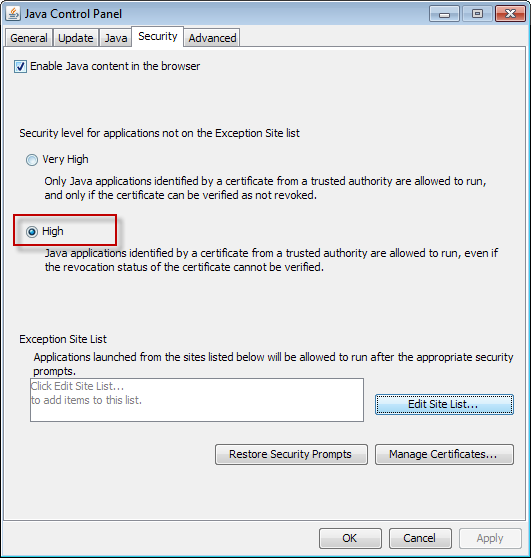 Java Control Panel
General Update Java Security Advanced
Enable Java content in the browser
Security level for applications not on the Exception Site list
Very High
Only Java applications identified by a certificate from a trusted authority are allowed to run,
and only if the certificate can be verified as not revoked.
High
Java applications identified by a certificate from a trusted authority are allowed to run, even if
the revocation status of the certificate cannot be verified.
Exception Site List
Applications launched from the sites listed below will be allowed to run after the appropriate security
prompts.
Click Edit Site List...
to add items to this list.
Edit Site List...
Restore Security Prompts Manage Certificates...
OK Cancel Apply